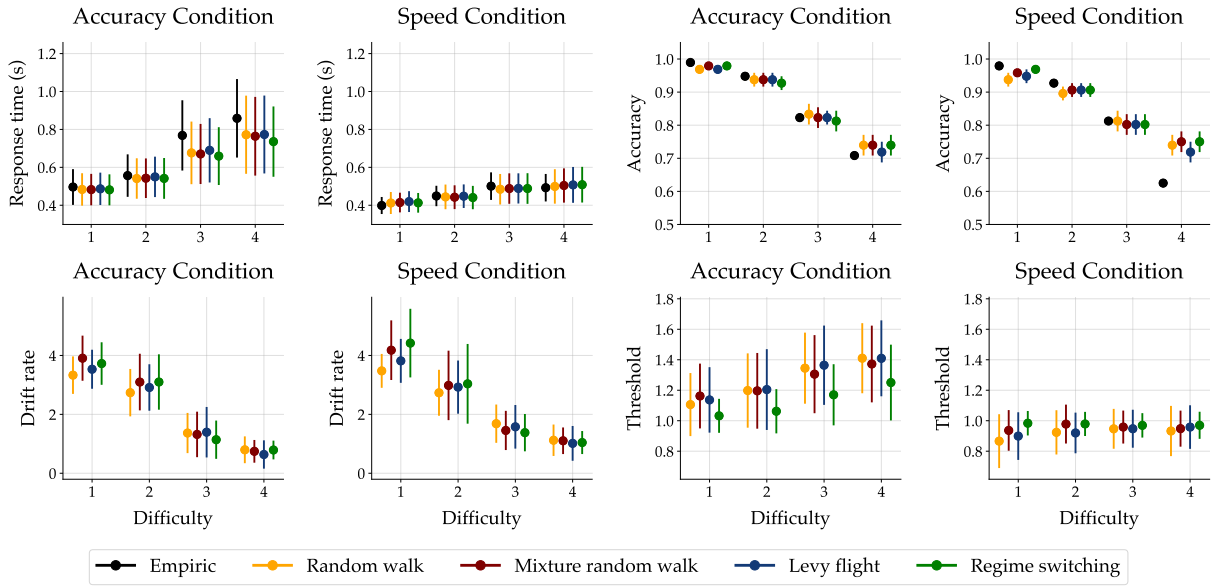 Accuracy Condition
Speed Condition
Accuracy Condition
Speed Condition
Response time (s)
1.2
1.0
0.8
0.6
0.4
1 2 3 4
Response time (s)
1.2
1.0
0.8
0.6
0.4
1 2 3 4
Accuracy
1.0
0.9
0.8
0.7
0.6
0.5
1 2 3 4
Accuracy
1.0
0.9
0.8
0.7
0.6
0.5
1 2 3 4
Accuracy Condition
Speed Condition
Accuracy Condition
Speed Condition
Drift rate
4
2
0
1 2 3 4
Difficulty
Drift rate
4
2
0
1 2 3 4
Difficulty
Threshold
1.8
1.6
1.4
1.2
1.0
0.8
1 2 3 4
Difficulty
Threshold
1.8
1.6
1.4
1.2
1.0
0.8
1 2 3 4
Difficulty
Empiric Random walk Mixture random walk Levy flight Regime switching